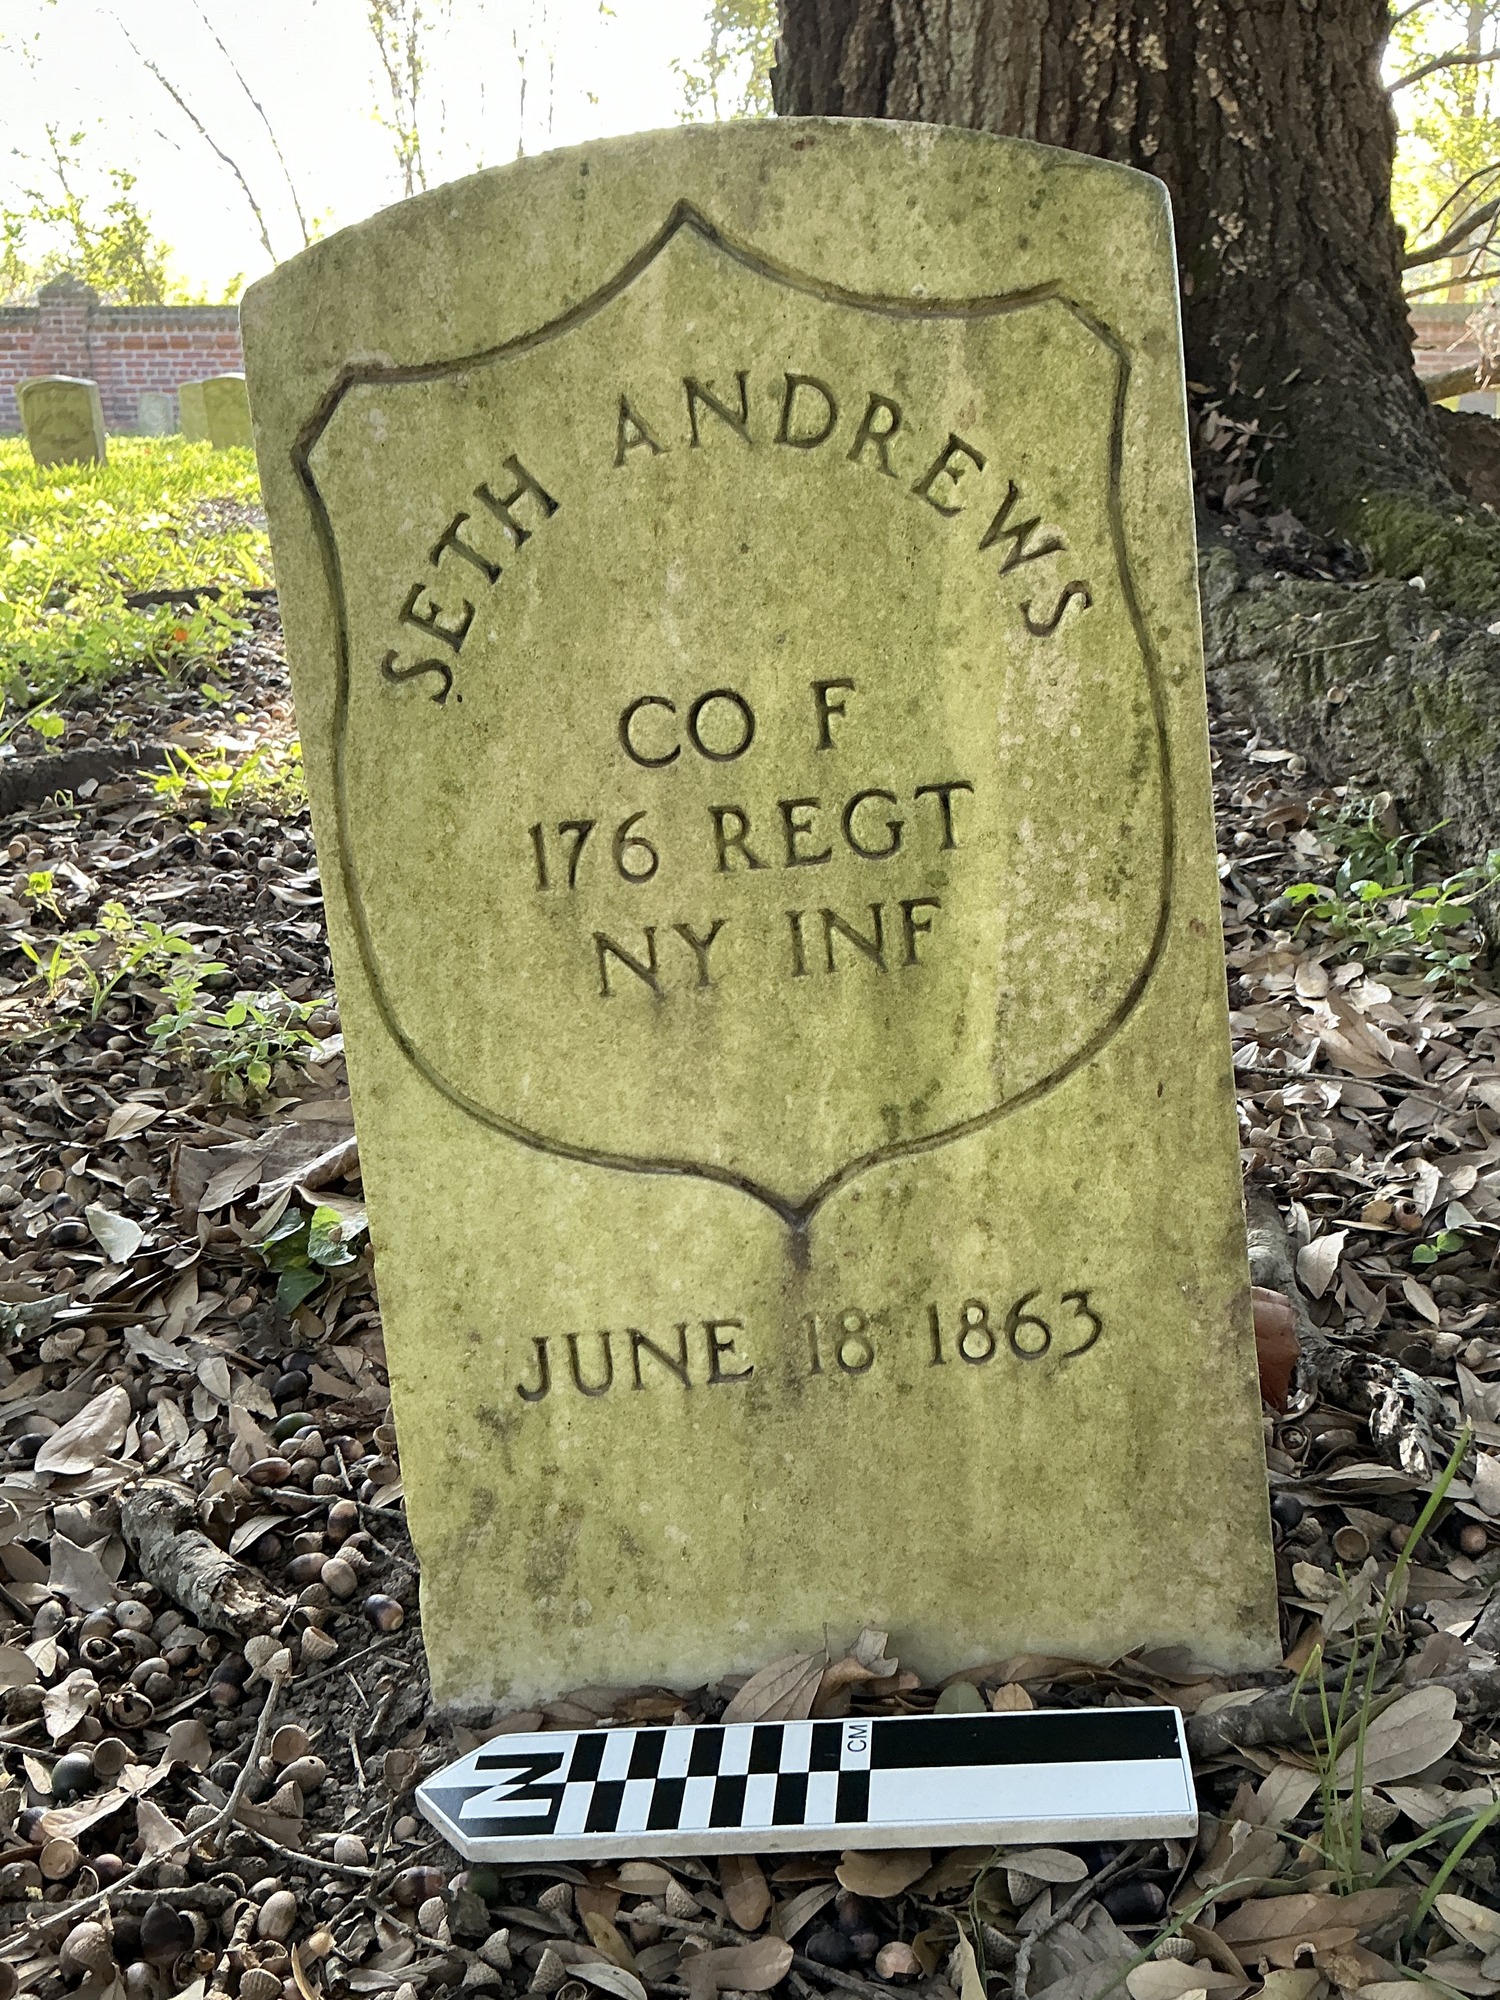 SETH ANDREWS
CO F
176 REGT
NY INF
JUNE 18 1863
N
CM